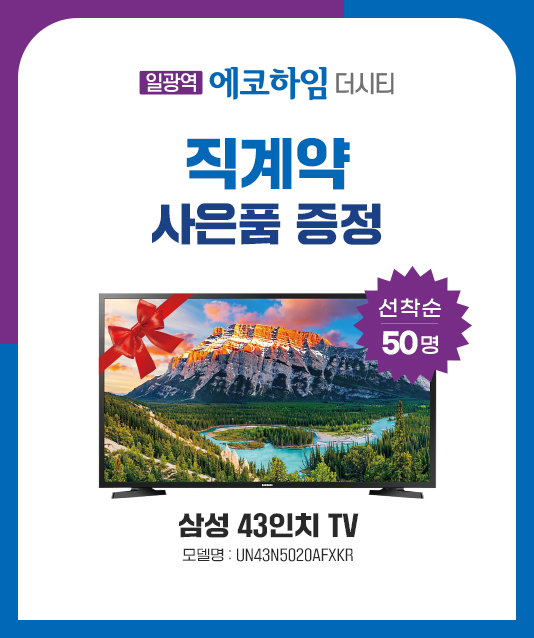 일광역 에코하임 더시티
직계약
사은품 증정
선착순
50명
SAMSUNG
삼성 43인치 TV
모델명 : UN43N5020AFXKR